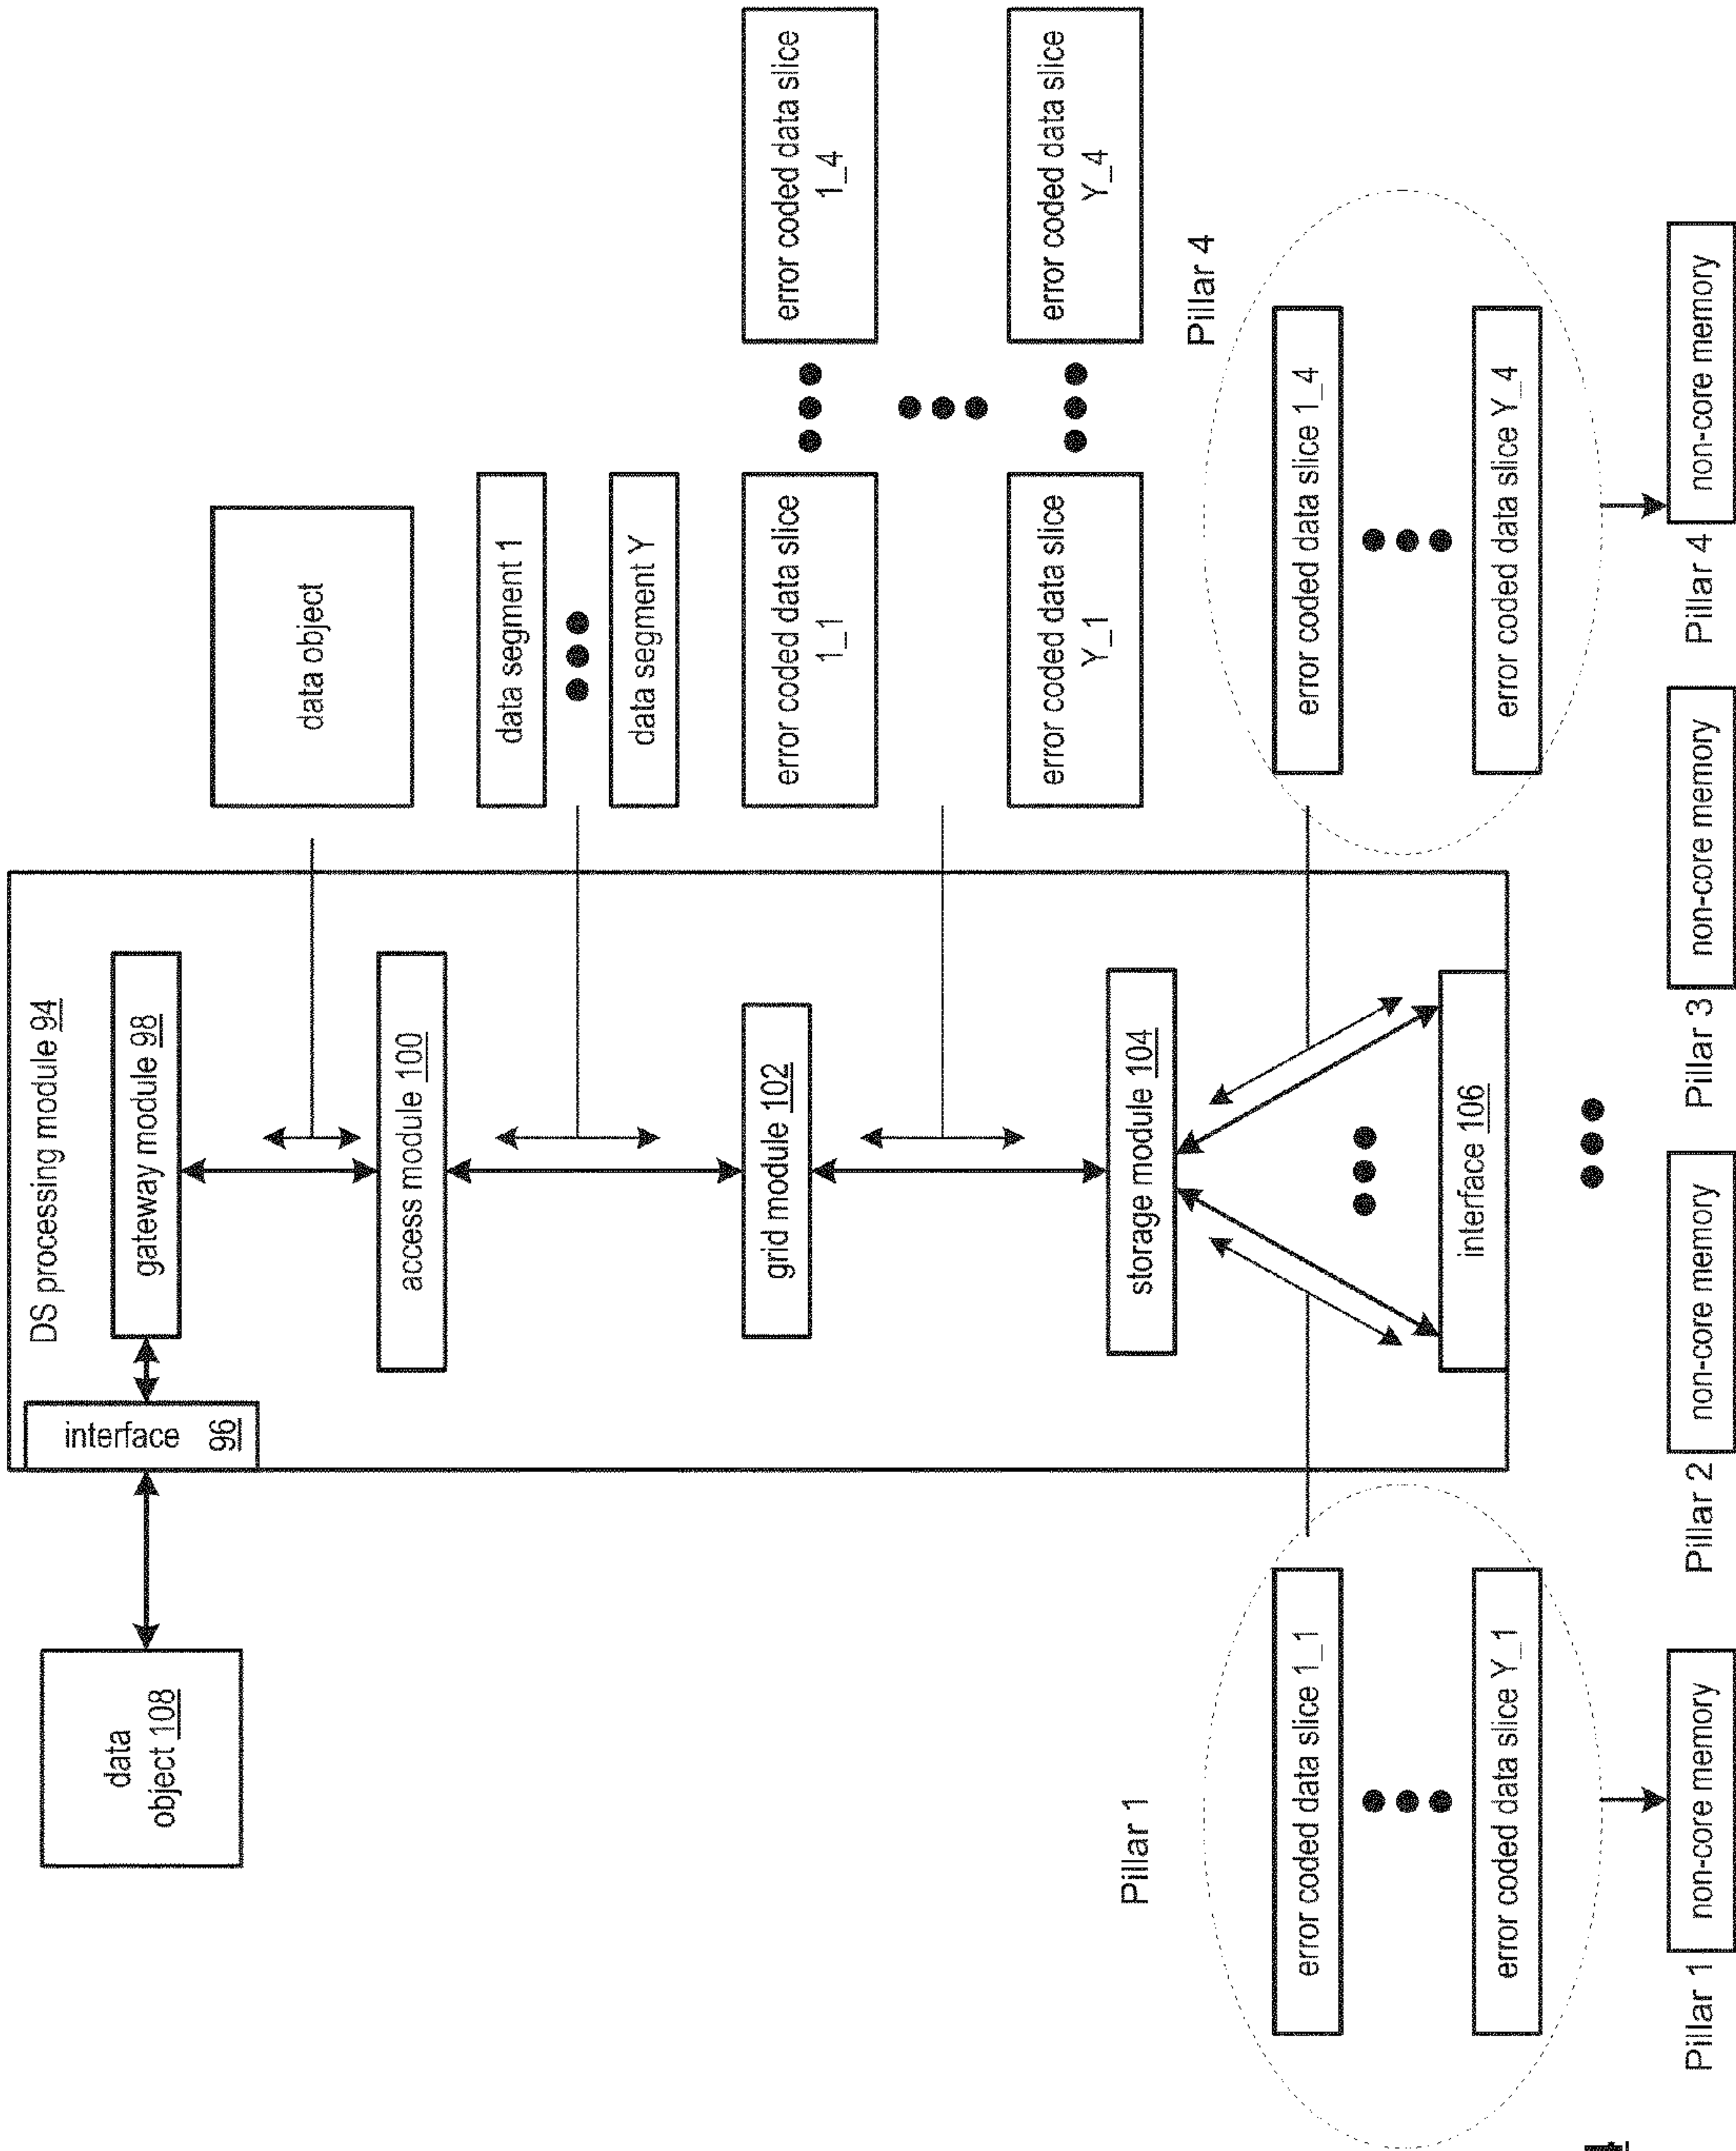 data
object 108
interface 96
DS processing module 94
gateway module 98
access module 100
grid module 102
storage module 104
interface 106
data object
data segment 1
data segment Y
error coded data slice
1_1
error coded data slice
1_4
error coded data slice
Y_1
error coded data slice
Y_4
Pillar 1
error coded data slice 1_1
error coded data slice Y_1
Pillar 4
error coded data slice 1_4
error coded data slice Y_4
Pillar 1 non-core memory
Pillar 2 non-core memory
Pillar 3 non-core memory
Pillar 4 non-core memory